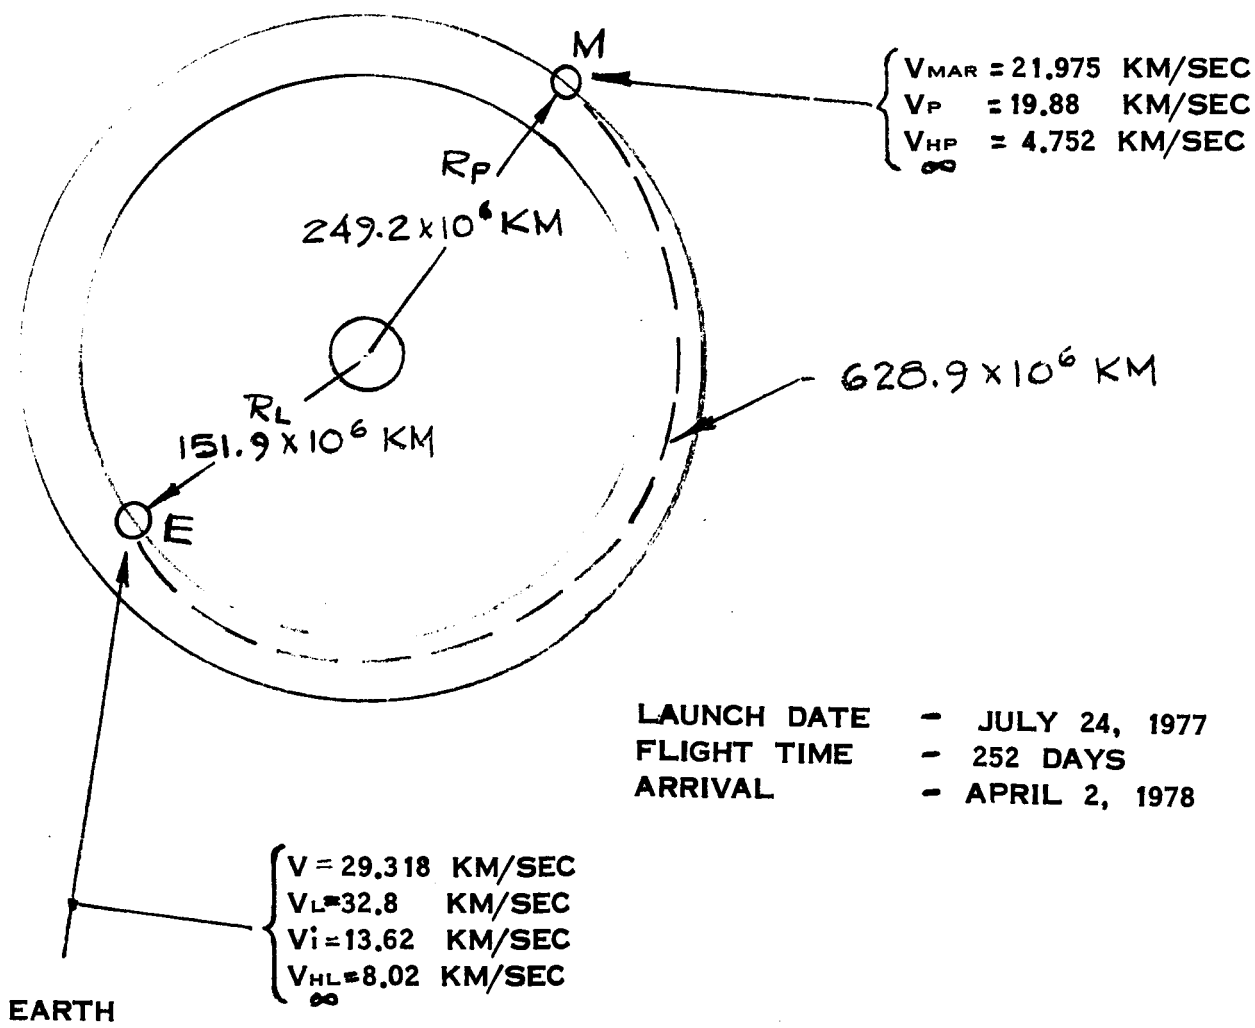 M
VMAR = 21.975 KM/SEC
VP = 19.88 KM/SEC
VHP = 4.752 KM/SEC
∞
RP
249.2 x 10⁶ KM
628.9 x 10⁶ KM
RL
151.9 x 10⁶ KM
E
LAUNCH DATE - JULY 24, 1977
FLIGHT TIME - 252 DAYS
ARRIVAL - APRIL 2, 1978
V = 29.318 KM/SEC
VL = 32.8 KM/SEC
Vi = 13.62 KM/SEC
VHL = 8.02 KM/SEC
∞
EARTH